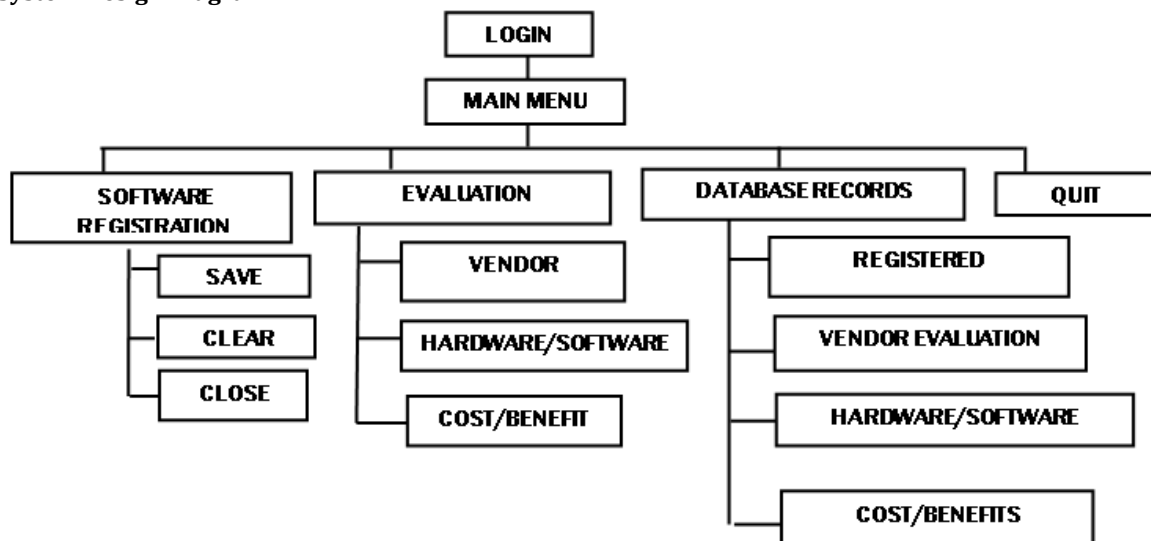 LOGIN
MAIN MENU
SOFTWARE
REGISTRATION
EVALUATION
DATABASE RECORDS
QUIT
SAVE
CLEAR
CLOSE
VENDOR
HARDWARE/SOFTWARE
COST/BENEFIT
REGISTERED
VENDOR EVALUATION
HARDWARE/SOFTWARE
COST/BENEFITS